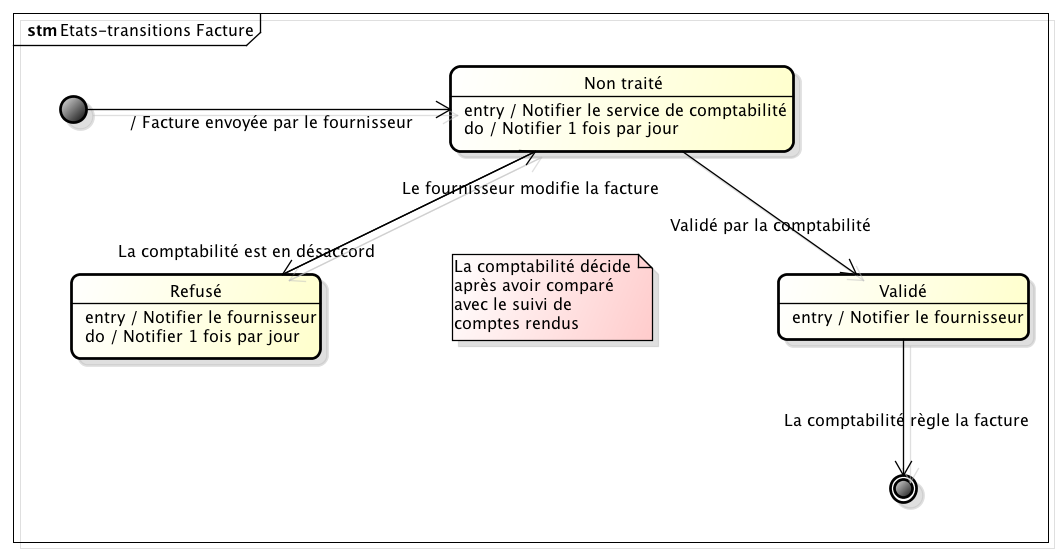 stm Etats-transitions Facture
Non traité
entry / Notifier le service de comptabilité
do / Notifier 1 fois par jour
/ Facture envoyée par le fournisseur
Le fournisseur modifie la facture
Validé par la comptabilité
La comptabilité est en désaccord
La comptabilité décide
après avoir comparé
avec le suivi de
comptes rendus
Refusé
entry / Notifier le fournisseur
do / Notifier 1 fois par jour
Validé
entry / Notifier le fournisseur
La comptabilité règle la facture